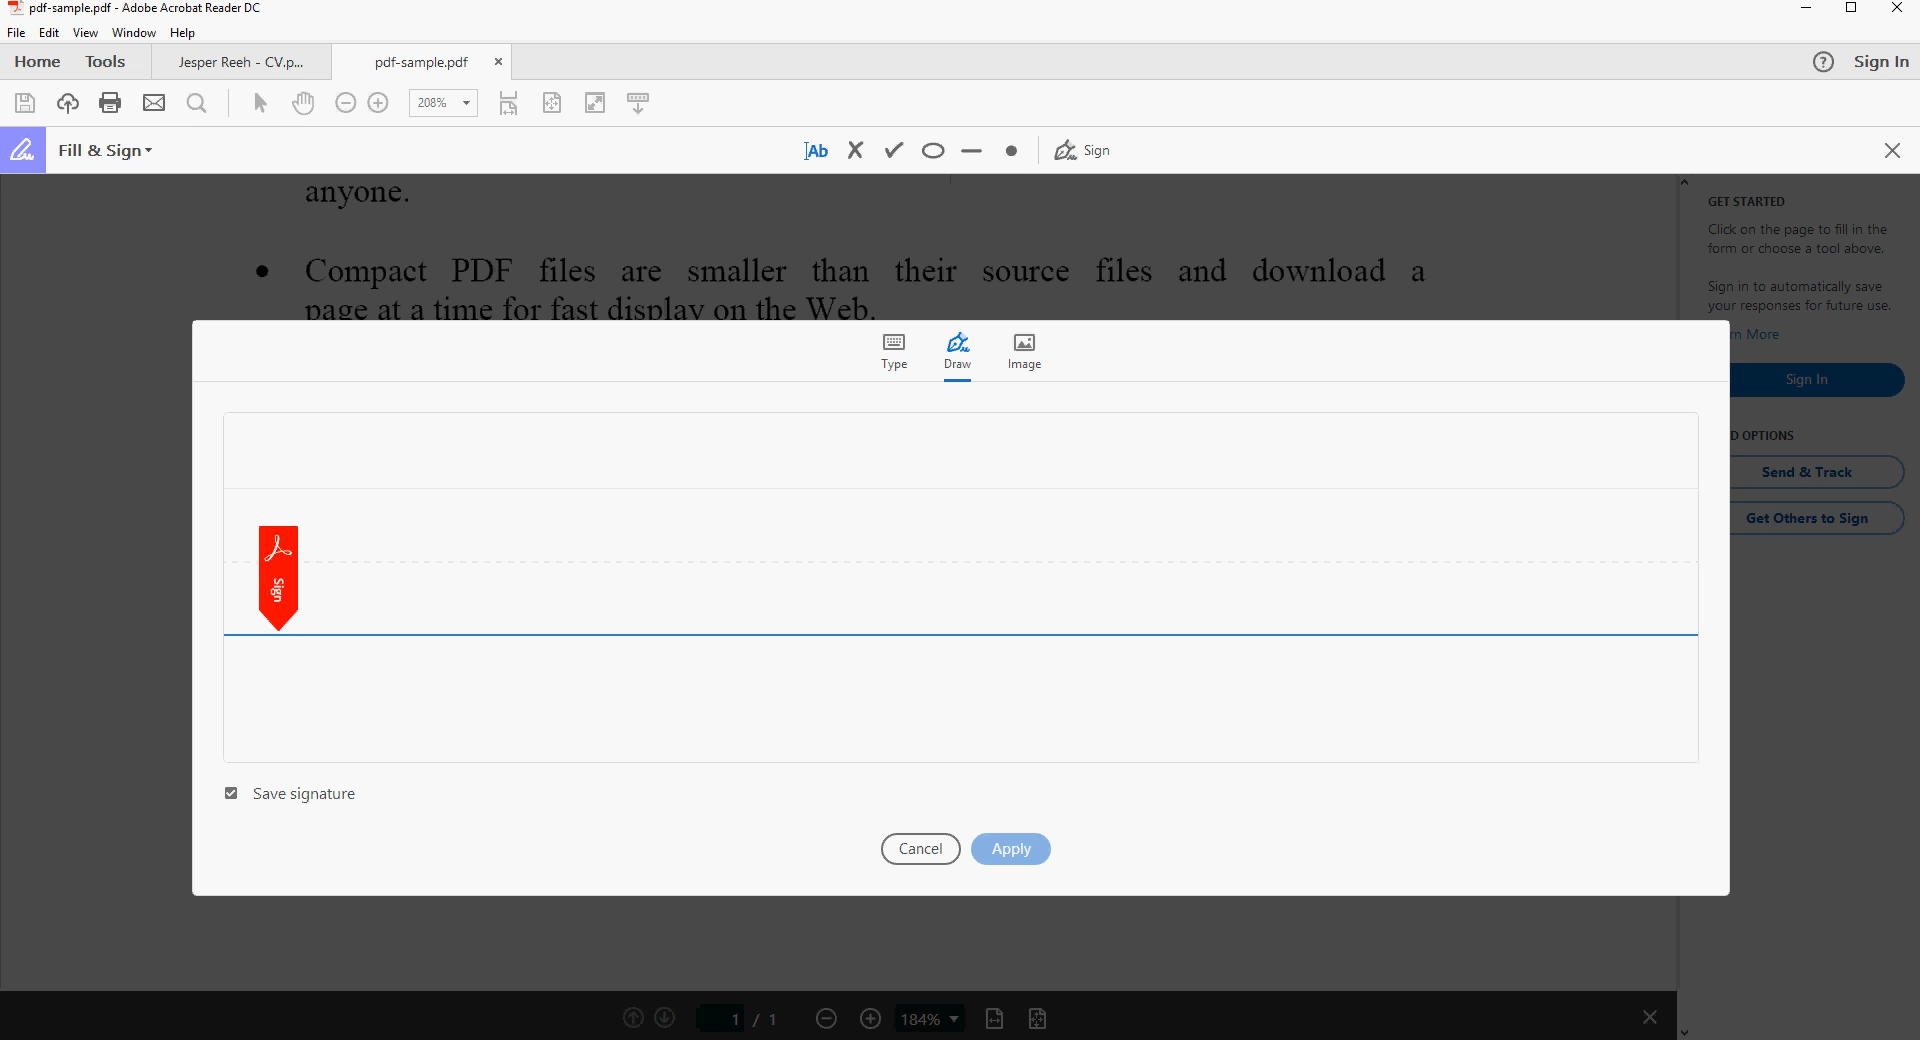 pdf-sample.pdf - Adobe Acrobat Reader DC
File Edit View Window Help
Home Tools Jesper Reeh - CV.p... pdf-sample.pdf × ? Sign In
208%
Fill & Sign Ab Sign
anyone.
• Compact PDF files are smaller than their source files and download a
page at a time for fast display on the Web.
GET STARTED
Click on the page to fill in the
form or choose a tool above.
Sign in to automatically save
your responses for future use.
n More
Sign In
D OPTIONS
Send & Track
Get Others to Sign
Type Draw Image
Sign
Save signature
Cancel Apply
1 / 1 184%